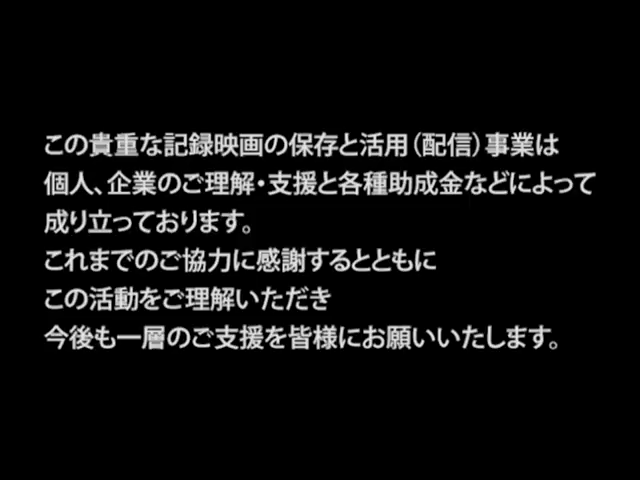 この貴重な記録映画の保存と活用（配信）事業は
個人、企業のご理解・支援と各種助成金などによって
成り立っております。
これまでのご協力に感謝するとともに
この活動をご理解いただき
今後も一層のご支援を皆様にお願いいたします。